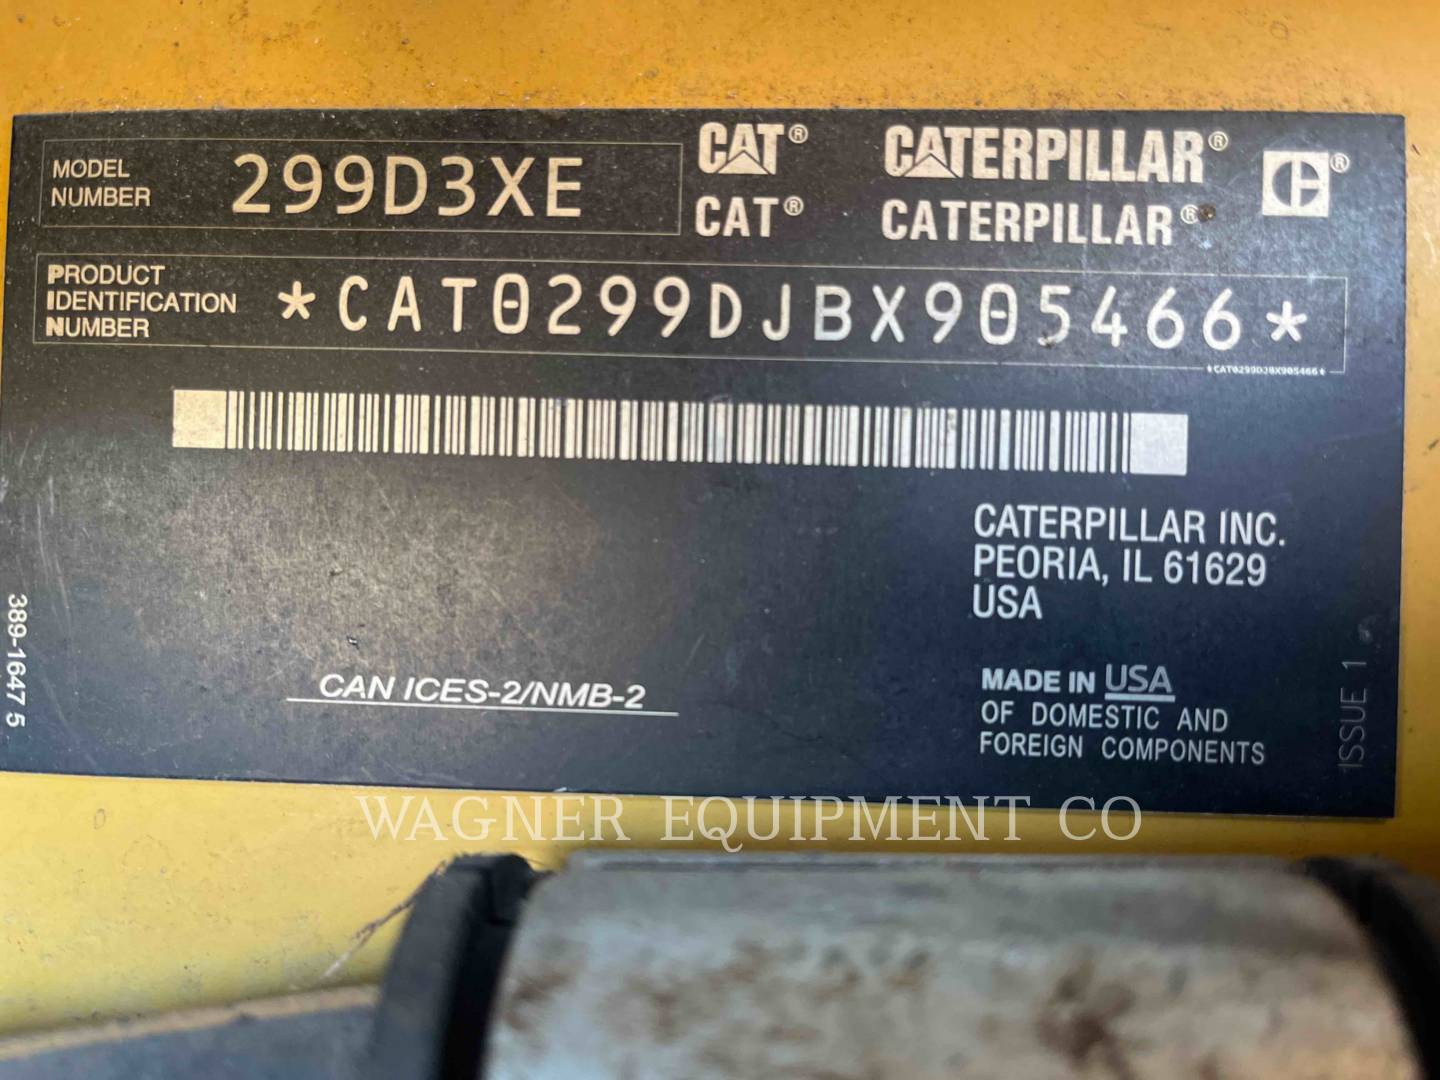 MODEL
NUMBER
299D3XE
CAT® CATERPILLAR® ®
CAT® CATERPILLAR®
PRODUCT
IDENTIFICATION
NUMBER
*CAT0299DJBX905466*
*CAT0299DJBX905466*
CATERPILLAR INC.
PEORIA, IL 61629
USA
389-1647 5
CAN ICES-2/NMB-2
MADE IN USA
OF DOMESTIC AND
FOREIGN COMPONENTS
ISSUE 1
WAGNER EQUIPMENT CO